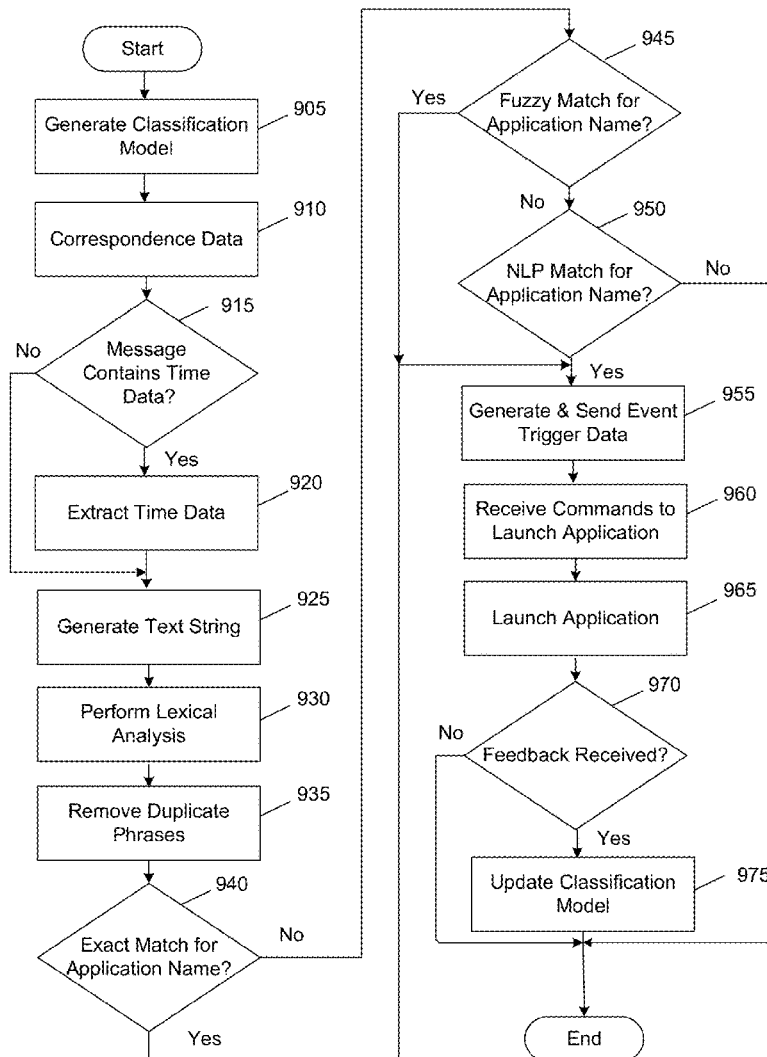 Start
905
Generate Classification
Model
910
Correspondence Data
915
Message
Contains Time
Data?
No
Yes
920
Extract Time Data
925
Generate Text String
930
Perform Lexical
Analysis
935
Remove Duplicate
Phrases
940
Exact Match for
Application Name?
No
Yes
945
Fuzzy Match for
Application Name?
Yes
No
950
NLP Match for
Application Name?
No
Yes
955
Generate & Send Event
Trigger Data
960
Receive Commands to
Launch Application
965
Launch Application
970
Feedback Received?
No
Yes
975
Update Classification
Model
End